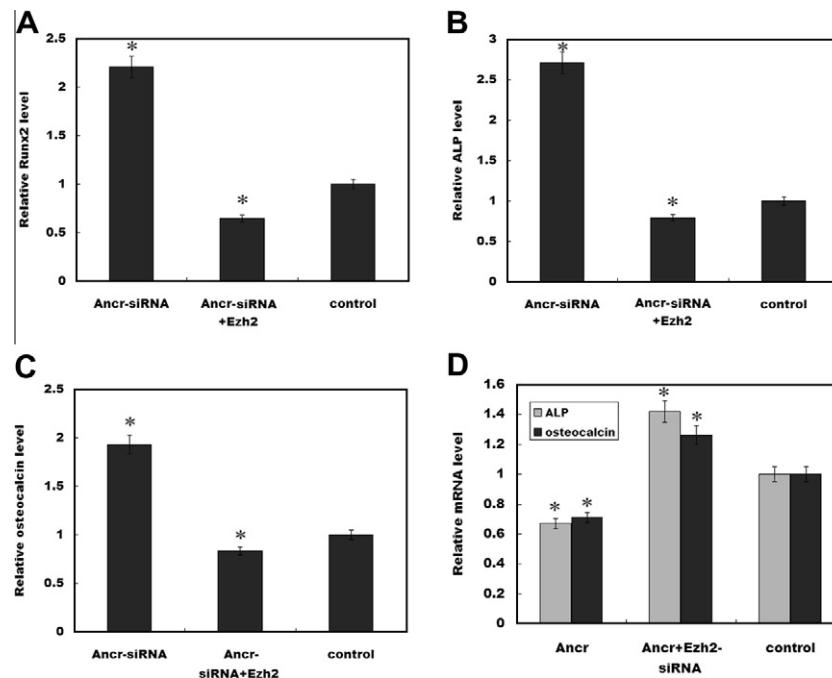 A
Relative Runx2 level
2.5
2
1.5
1
0.5
0
*
*
Ancr-siRNA
Ancr-siRNA
+Ezh2
control
B
Relative ALP level
3
2.5
2
1.5
1
0.5
0
*
*
Ancr-siRNA
Ancr-siRNA
+Ezh2
control
C
Relative osteocalcin level
2.5
2
1.5
1
0.5
0
*
*
Ancr-siRNA
Ancr-
siRNA+Ezh2
control
D
Relative mRNA level
1.6
1.4
1.2
1
0.8
0.6
0.4
0.2
0
ALP
osteocalcin
* *
* *
Ancr
Ancr+Ezh2-
siRNA
control